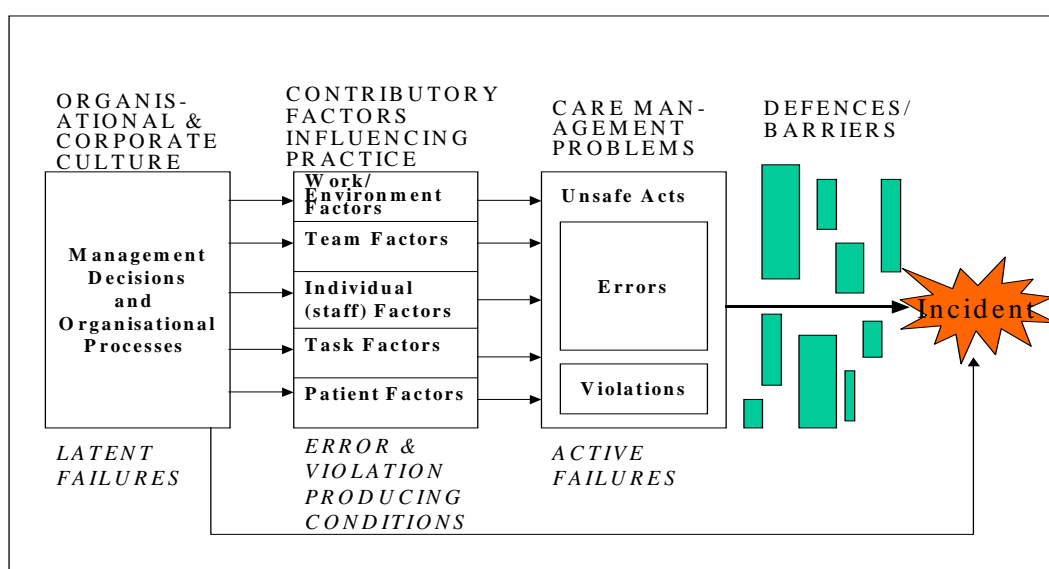 ORGANIS-
ATIONAL &
CORPORATE
CULTURE
Management
Decisions
and
Organisational
Processes
LATENT
FAILURES
CONTRIBUTORY
FACTORS
INFLUENCING
PRACTICE
Work/
Environment
Factors
Team Factors
Individual
(staff) Factors
Task Factors
Patient Factors
ERROR &
VIOLATION
PRODUCING
CONDITIONS
CARE MAN-
AGEMENT
PROBLEMS
Unsafe Acts
Errors
Violations
ACTIVE
FAILURES
DEFENCES/
BARRIERS
Incident